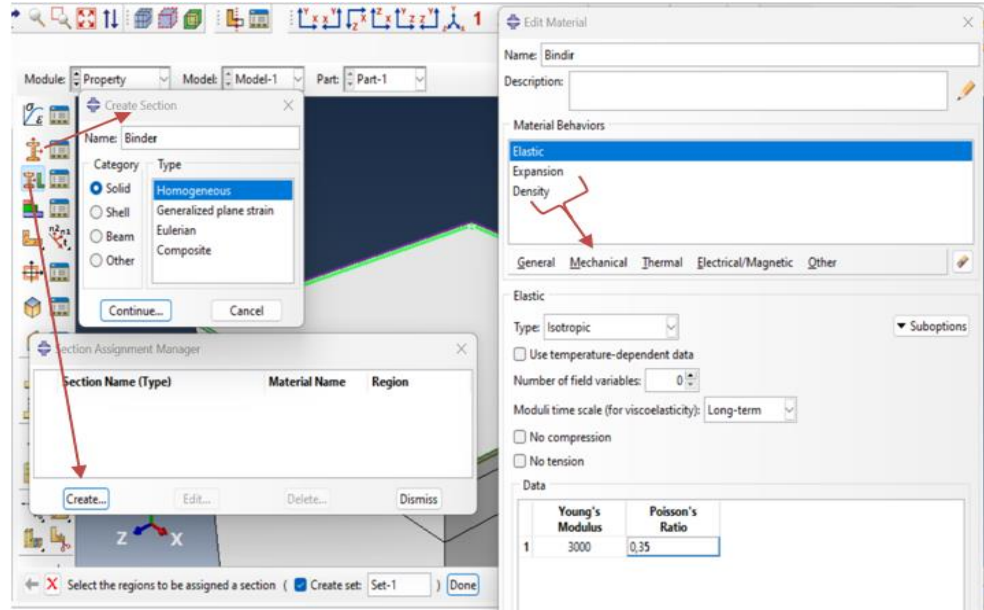 1
Module: Property Model: Model-1 Part: Part-1
Create Section
Name: Binder
Category Type
Solid
Shell
Beam
Other
Homogeneous
Generalized plane strain
Eulerian
Composite
Continue... Cancel
Section Assignment Manager
Section Name (Type) Material Name Region
Create... Edit... Delete... Dismiss
Z X
Select the regions to be assigned a section ( Create set: Set-1 ) Done
Edit Material
Name: Bindir
Description:
Material Behaviors
Elastic
Expansion
Density
General Mechanical Thermal Electrical/Magnetic Other
Elastic
Type: Isotropic Suboptions
Use temperature-dependent data
Number of field variables: 0
Moduli time scale (for viscoelasticity): Long-term
No compression
No tension
Data
Young's Poisson's
Modulus Ratio
1 3000 0,35